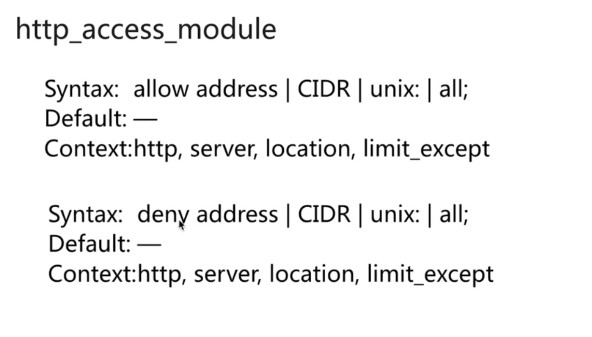 http_access_module
Syntax: allow address | CIDR | unix: | all;
Default: —
Context:http, server, location, limit_except
Syntax: deny address | CIDR | unix: | all;
Default: —
Context:http, server, location, limit_except